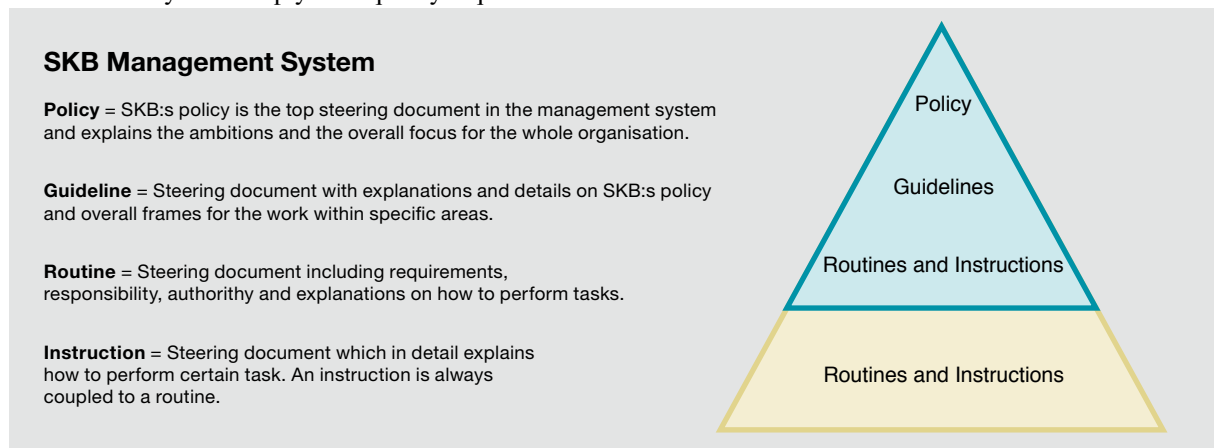 SKB Management System
Policy = SKB:s policy is the top steering document in the management system
and explains the ambitions and the overall focus for the whole organisation.
Guideline = Steering document with explanations and details on SKB:s policy
and overall frames for the work within specific areas.
Routine = Steering document including requirements,
responsibility, authorithy and explanations on how to perform tasks.
Instruction = Steering document which in detail explains
how to perform certain task. An instruction is always
coupled to a routine.
Policy
Guidelines
Routines and Instructions
Routines and Instructions